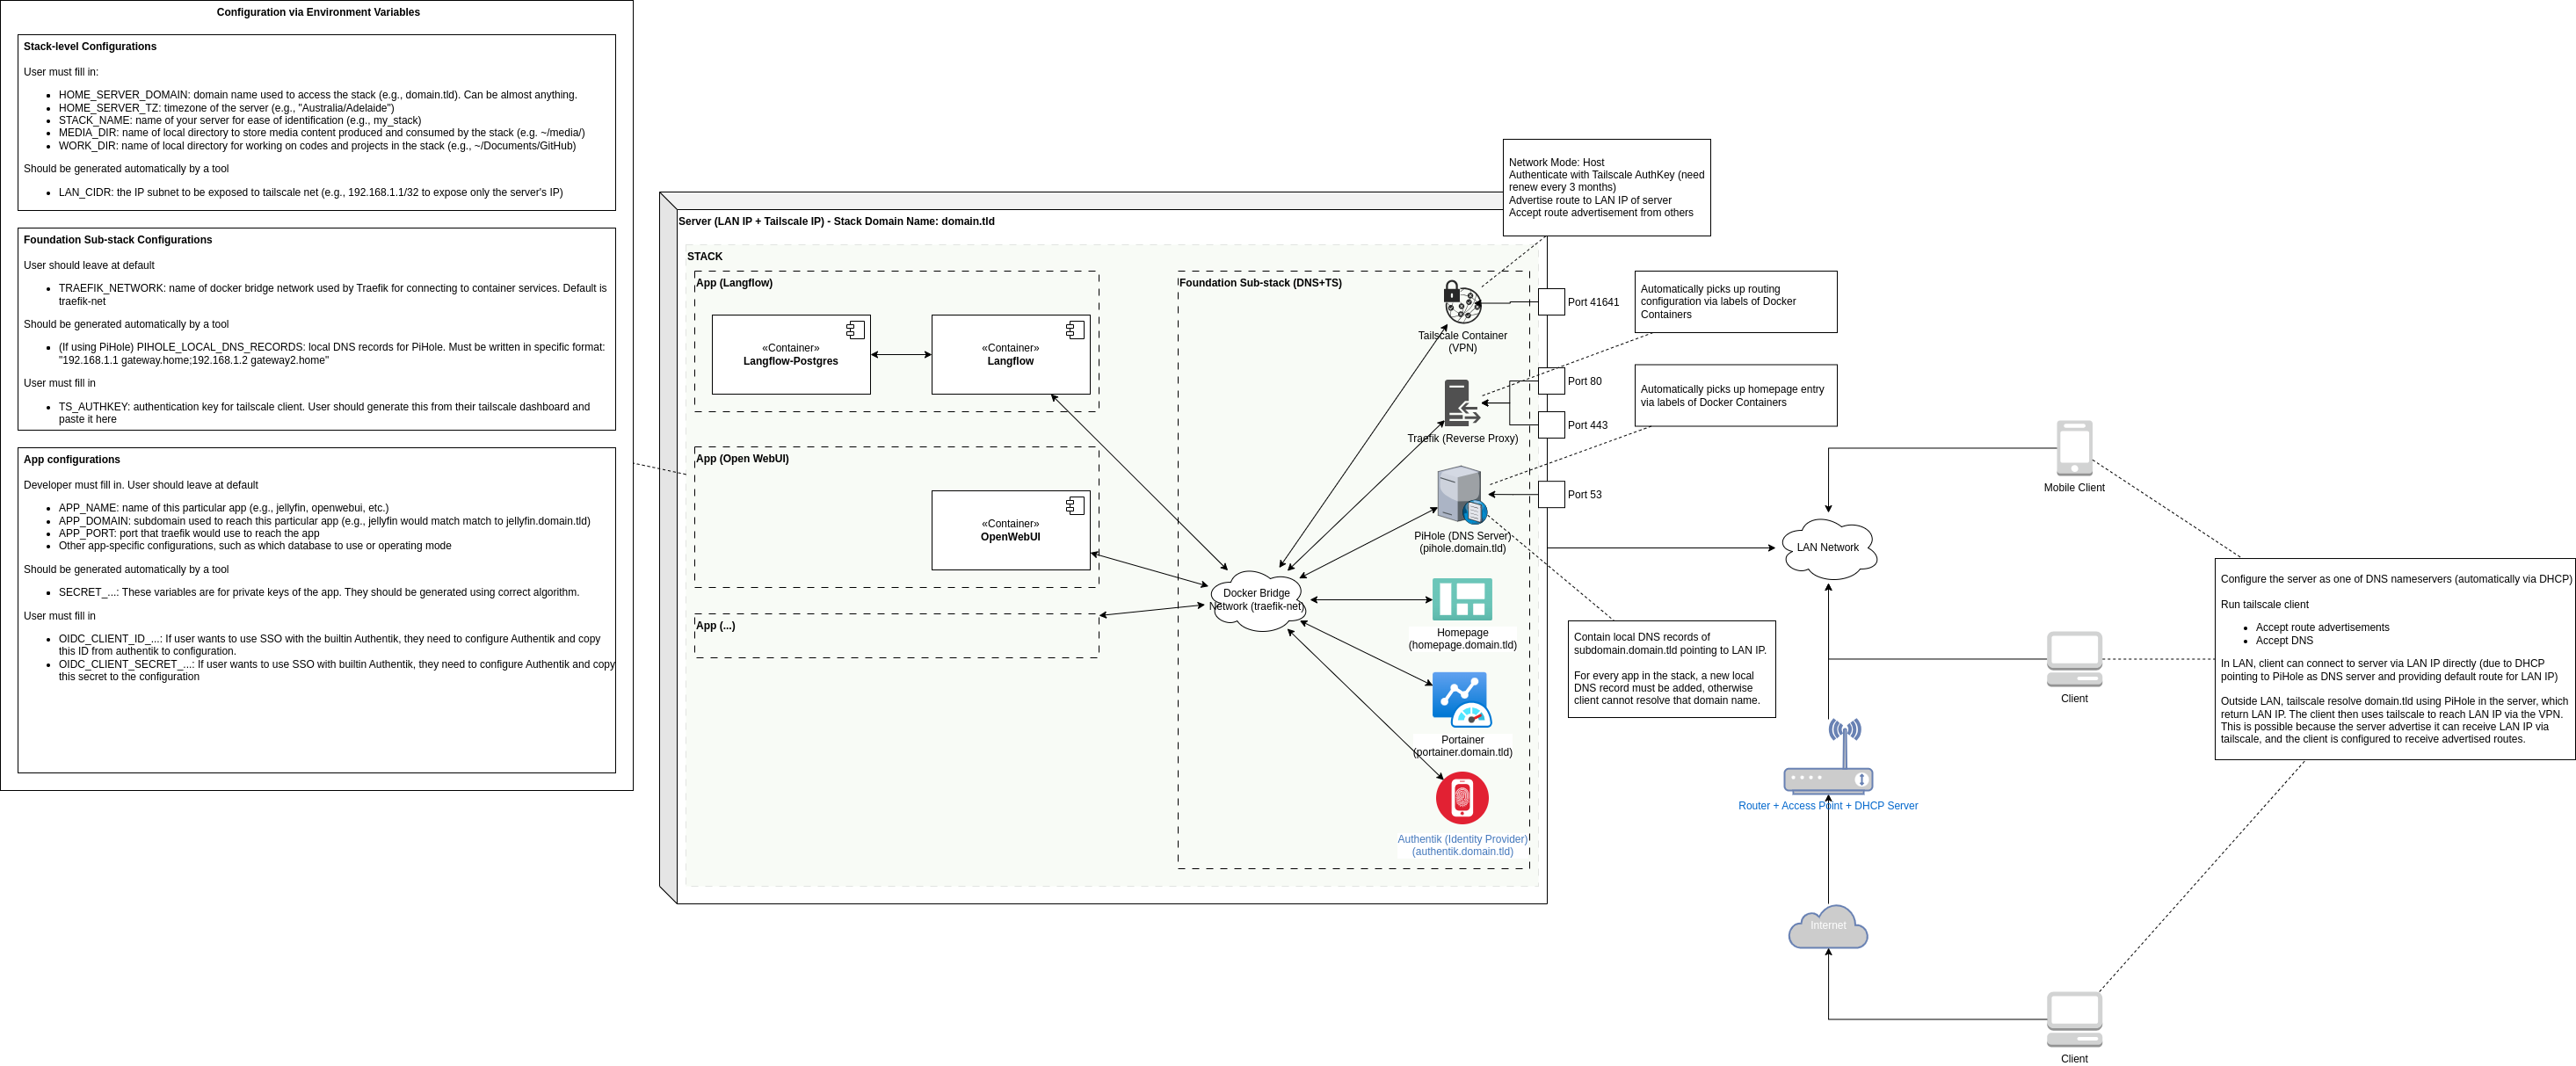 Configuration via Environment Variables
Stack-level Configurations
User must fill in:
HOME_SERVER_DOMAIN: domain name used to access the stack (e.g., domain.tld). Can be almost anything.
HOME_SERVER_TZ: timezone of the server (e.g., "Australia/Adelaide")
STACK_NAME: name of your server for ease of identification (e.g., my_stack)
MEDIA_DIR: name of local directory to store media content produced and consumed by the stack (e.g. ~/media/)
WORK_DIR: name of local directory for working on codes and projects in the stack (e.g., ~/Documents/GitHub)
Should be generated automatically by a tool
LAN_CIDR: the IP subnet to be exposed to tailscale net (e.g., 192.168.1.1/32 to expose only the server's IP)
Foundation Sub-stack Configurations
User should leave at default
TRAEFIK_NETWORK: name of docker bridge network used by Traefik for connecting to container services. Default is
traefik-net
Should be generated automatically by a tool
(If using PiHole) PIHOLE_LOCAL_DNS_RECORDS: local DNS records for PiHole. Must be written in specific format:
"192.168.1.1 gateway.home;192.168.1.2 gateway2.home"
User must fill in
TS_AUTHKEY: authentication key for tailscale client. User should generate this from their tailscale dashboard and
paste it here
App configurations
Developer must fill in. User should leave at default
APP_NAME: name of this particular app (e.g., jellyfin, openwebui, etc.)
APP_DOMAIN: subdomain used to reach this particular app (e.g., jellyfin would match match to jellyfin.domain.tld)
APP_PORT: port that traefik would use to reach the app
Other app-specific configurations, such as which database to use or operating mode
Should be generated automatically by a tool
SECRET_...: These variables are for private keys of the app. They should be generated using correct algorithm.
User must fill in
OIDC_CLIENT_ID_...: If user wants to use SSO with the builtin Authentik, they need to configure Authentik and copy
this ID from authentik to configuration.
OIDC_CLIENT_SECRET_...: If user wants to use SSO with builtin Authentik, they need to configure Authentik and copy
this secret to the configuration
Server (LAN IP + Tailscale IP) - Stack Domain Name: domain.tld
STACK
App (Langflow)
«Container»
Langflow-Postgres
«Container»
Langflow
App (Open WebUI)
«Container»
OpenWebUI
App (...)
Docker Bridge
Network (traefik-net)
Foundation Sub-stack (DNS+TS)
Tailscale Container
(VPN)
Traefik (Reverse Proxy)
PiHole (DNS Server)
(pihole.domain.tld)
Homepage
(homepage.domain.tld)
Portainer
(portainer.domain.tld)
Authentik (Identity Provider)
(authentik.domain.tld)
Network Mode: Host
Authenticate with Tailscale AuthKey (need
renew every 3 months)
Advertise route to LAN IP of server
Accept route advertisement from others
Port 41641
Port 80
Port 443
Port 53
Automatically picks up routing
configuration via labels of Docker
Containers
Automatically picks up homepage entry
via labels of Docker Containers
Contain local DNS records of
subdomain.domain.tld pointing to LAN IP.
For every app in the stack, a new local
DNS record must be added, otherwise
client cannot resolve that domain name.
LAN Network
Router + Access Point + DHCP Server
Internet
Mobile Client
Client
Client
Configure the server as one of DNS nameservers (automatically via DHCP)
Run tailscale client
Accept route advertisements
Accept DNS
In LAN, client can connect to server via LAN IP directly (due to DHCP
pointing to PiHole as DNS server and providing default route for LAN IP)
Outside LAN, tailscale resolve domain.tld using PiHole in the server, which
return LAN IP. The client then uses tailscale to reach LAN IP via the VPN.
This is possible because the server advertise it can receive LAN IP via
tailscale, and the client is configured to receive advertised routes.